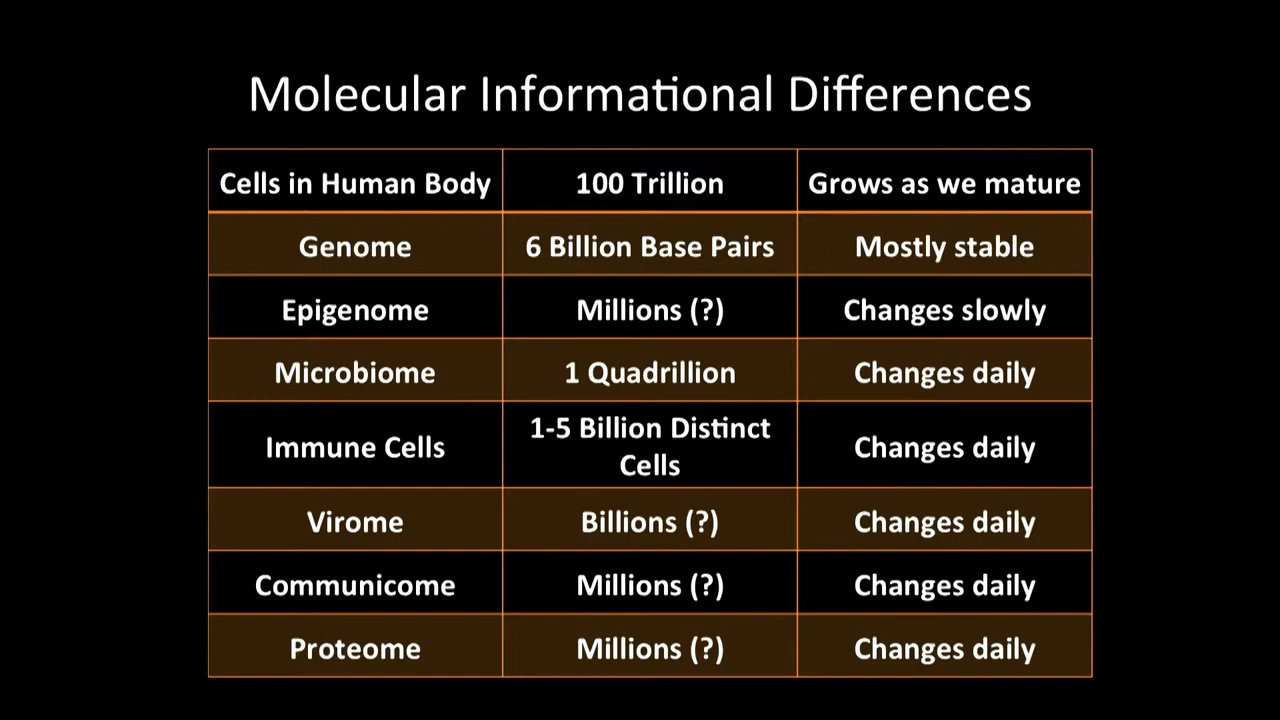 Molecular Informational Differences
Cells in Human Body 100 Trillion Grows as we mature
Genome 6 Billion Base Pairs Mostly stable
Epigenome Millions (?) Changes slowly
Microbiome 1 Quadrillion Changes daily
Immune Cells 1-5 Billion Distinct Cells Changes daily
Virome Billions (?) Changes daily
Communicome Millions (?) Changes daily
Proteome Millions (?) Changes daily